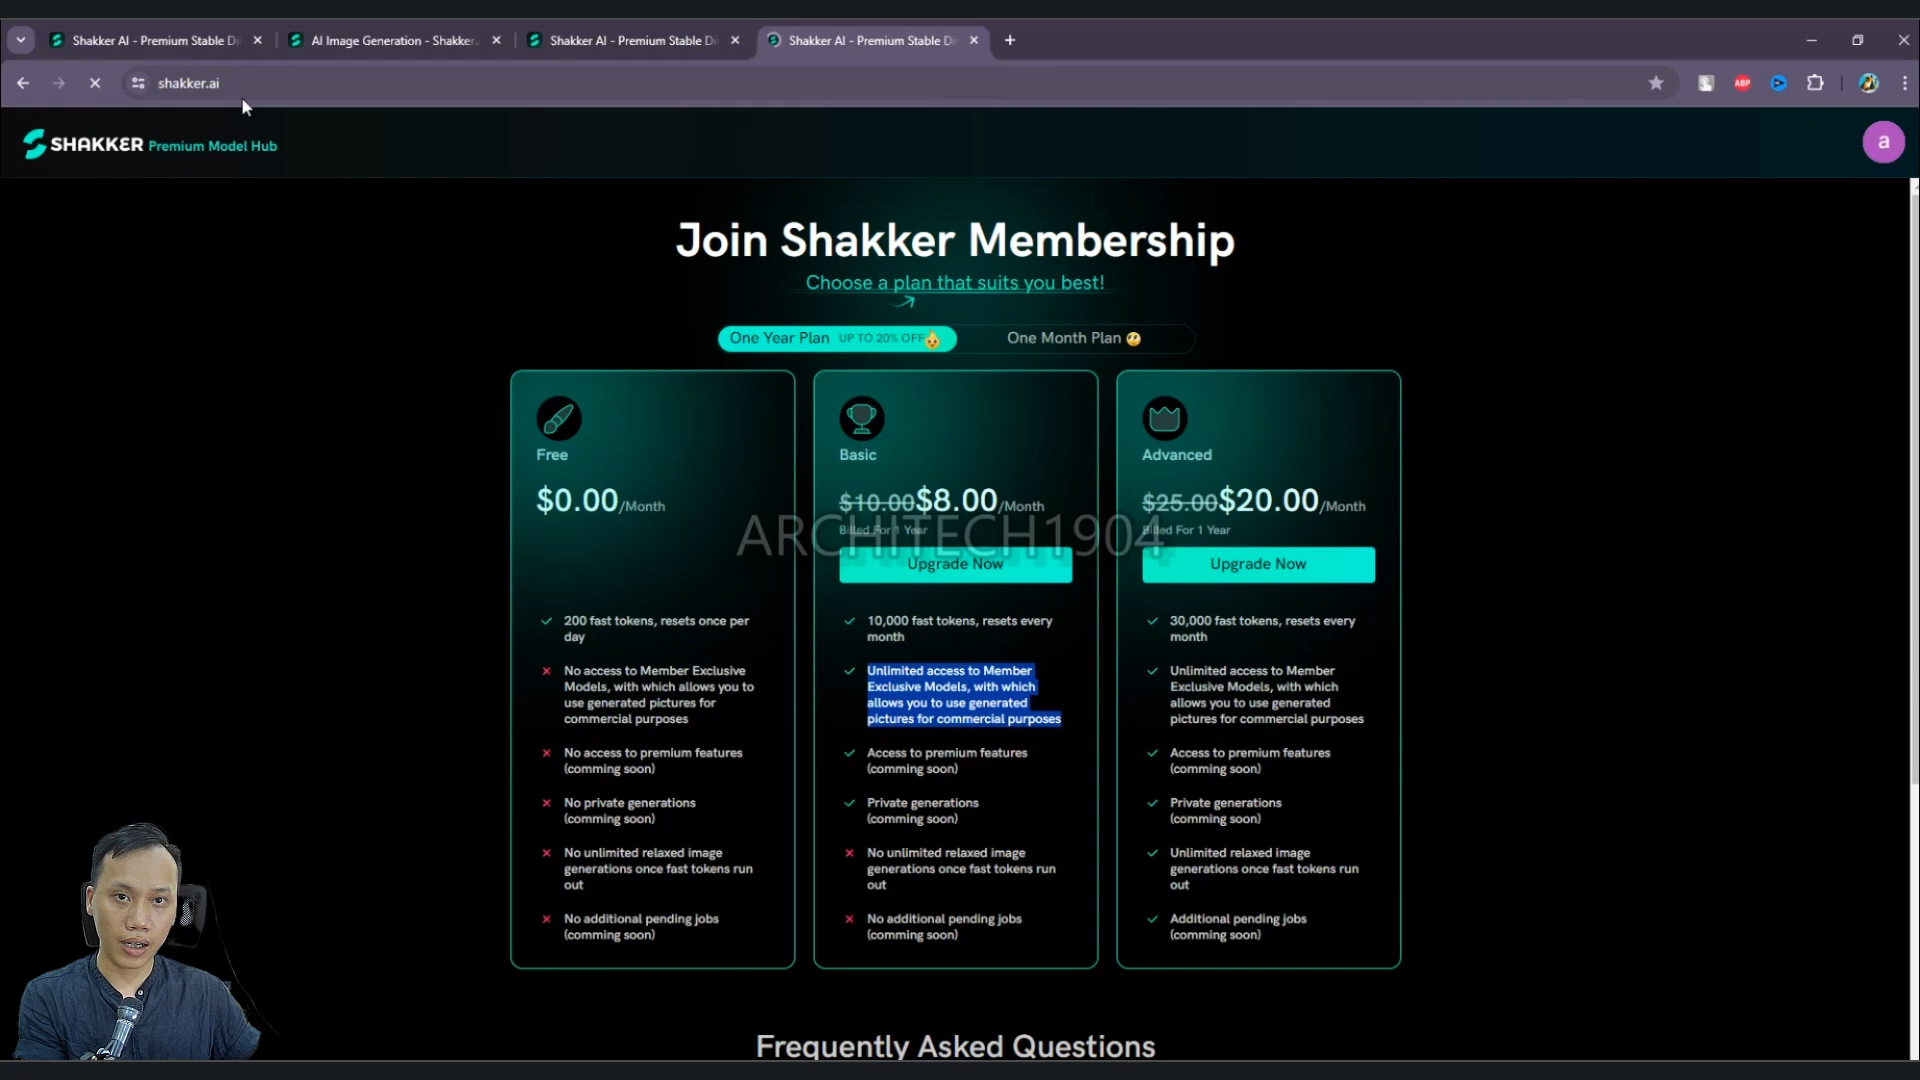 Shakker AI - Premium Stable Di
AI Image Generation - Shakker.
Shakker AI - Premium Stable Di
Shakker AI - Premium Stable Di
shakker.ai
ABP
SHAKKER Premium Model Hub
a
Join Shakker Membership
Choose a plan that suits you best!
One Year Plan UP TO 20% OFF
One Month Plan
Free
$0.00/Month
200 fast tokens, resets once per
day
No access to Member Exclusive
Models, with which allows you to
use generated pictures for
commercial purposes
No access to premium features
(comming soon)
No private generations
(comming soon)
No unlimited relaxed image
generations once fast tokens run
out
No additional pending jobs
(comming soon)
Basic
$10.00$8.00/Month
Billed For 1 Year
Upgrade Now
10,000 fast tokens, resets every
month
Unlimited access to Member
Exclusive Models, with which
allows you to use generated
pictures for commercial purposes
Access to premium features
(comming soon)
Private generations
(comming soon)
No unlimited relaxed image
generations once fast tokens run
out
No additional pending jobs
(comming soon)
Advanced
$25.00$20.00/Month
Billed For 1 Year
Upgrade Now
30,000 fast tokens, resets every
month
Unlimited access to Member
Exclusive Models, with which
allows you to use generated
pictures for commercial purposes
Access to premium features
(comming soon)
Private generations
(comming soon)
Unlimited relaxed image
generations once fast tokens run
out
Additional pending jobs
(comming soon)
ARCHITECH1904
Frequently Asked Questions